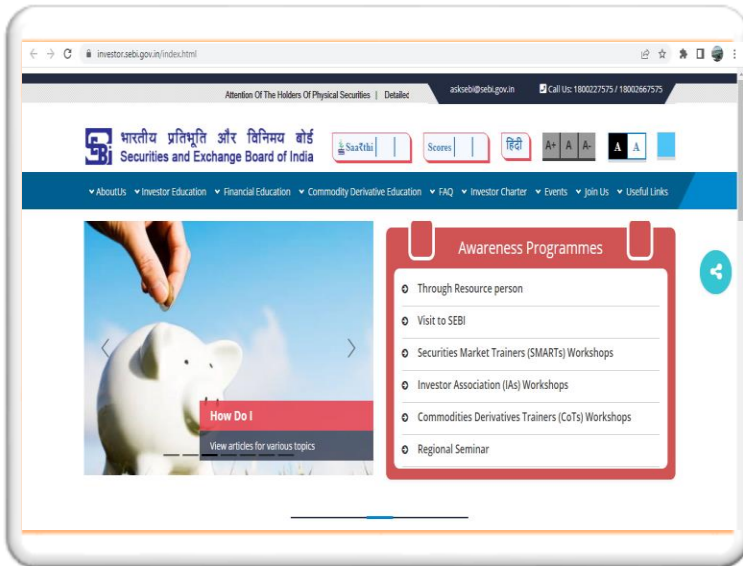 investor.sebi.gov.in/index.html
Attention Of The Holders Of Physical Securities | Detailec
asksebi@sebi.gov.in
Call Us: 1800227575 / 18002667575
भारतीय प्रतिभूति और विनिमय बोर्ड
Securities and Exchange Board of India
SEBI
Saaरthi
Scores
हिंदी
A+ A A-
A A
AboutUs Investor Education Financial Education Commodity Derivative Education FAQ Investor Charter Events Join Us Useful Links
Awareness Programmes
Through Resource person
Visit to SEBI
Securities Market Trainers (SMARTs) Workshops
Investor Association (IAs) Workshops
Commodities Derivatives Trainers (CoTs) Workshops
Regional Seminar
How Do I
View articles for various topics